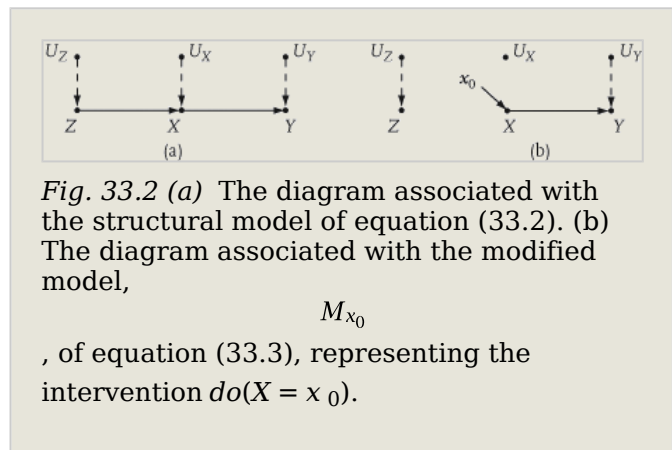 U_Z U_X U_Y U_Z U_X U_Y
x_0
Z X Y Z X Y
(a) (b)
Fig. 33.2 (a) The diagram associated with
the structural model of equation (33.2). (b)
The diagram associated with the modified
model,
M_{x_0}
, of equation (33.3), representing the
intervention do(X = x _0).